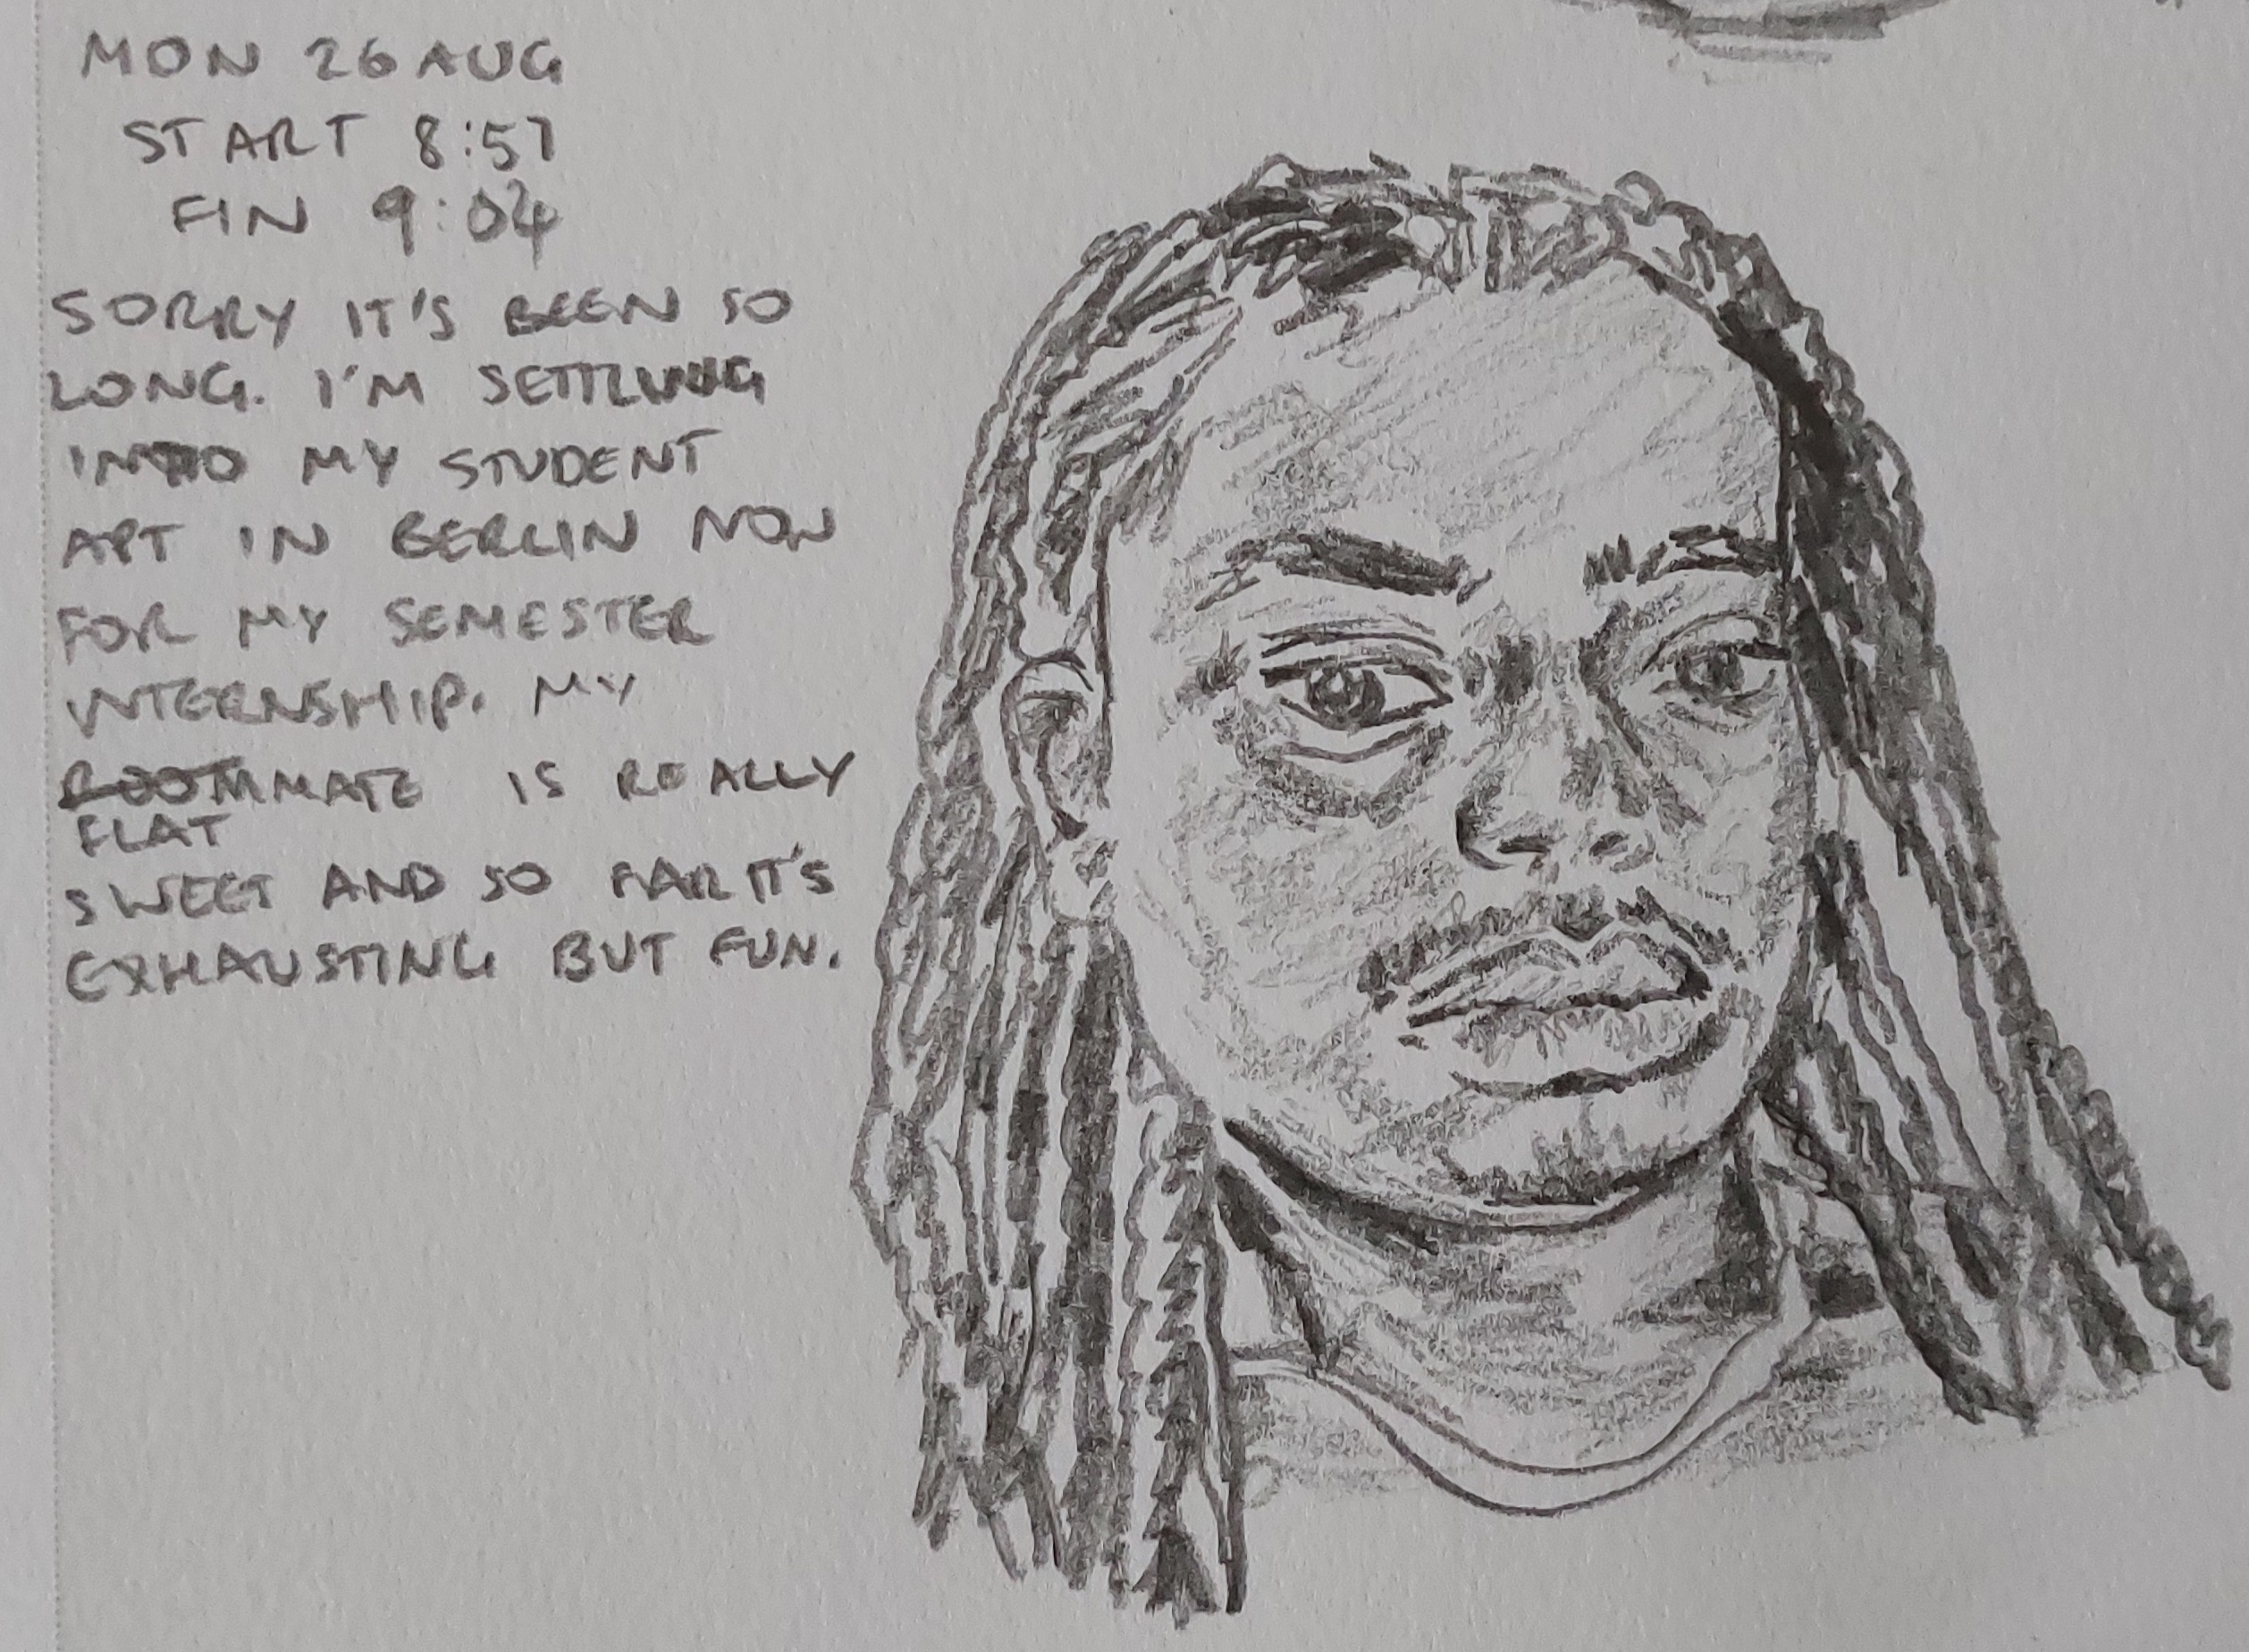 MON 26 AUG
START 8:57
FIN 9:04
SORRY IT'S BEEN SO
LONG. I'M SETTLING
INTO MY STUDENT
APT IN BERLIN NOW
FOR MY SEMESTER
INTERNSHIP. MY
ROOMMATE IS REALLY
FLAT
SWEET AND SO FAR IT'S
EXHAUSTING BUT FUN.